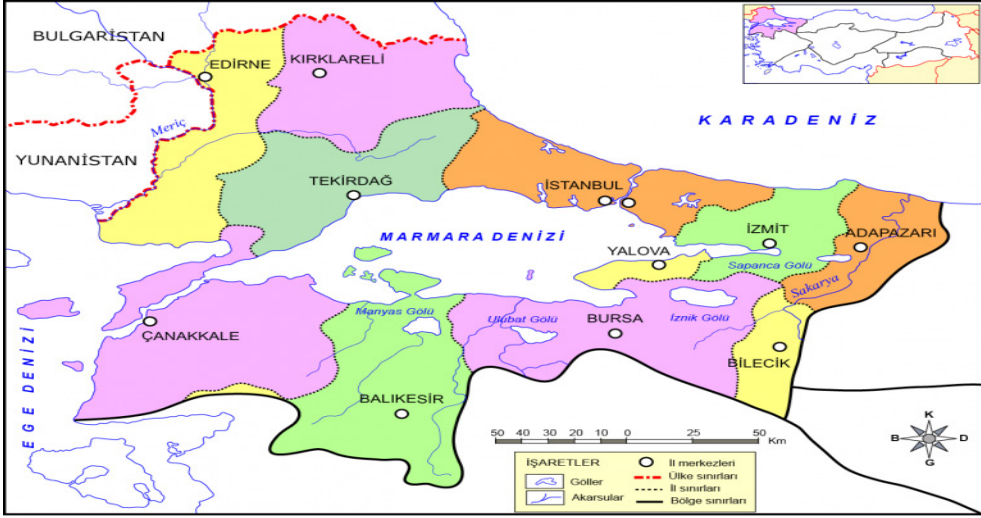 BULGARİSTAN
EDİRNE
KIRKLARELİ
KARADENİZ
Meriç
YUNANİSTAN
TEKİRDAĞ
İSTANBUL
MARMARA DENİZİ
YALOVA
İZMİT
ADAPAZARI
Sapanca Gölü
Sakarya
Manyas Gölü
Ulubat Gölü
BURSA
İznik Gölü
ÇANAKKALE
BİLECİK
BALIKESİR
EGE DENİZİ
50 40 30 20 10 0 25 50
Km
K
B D
G
İŞARETLER
Göller
Akarsular
İl merkezleri
Ülke sınırları
İl sınırları
Bölge sınırları